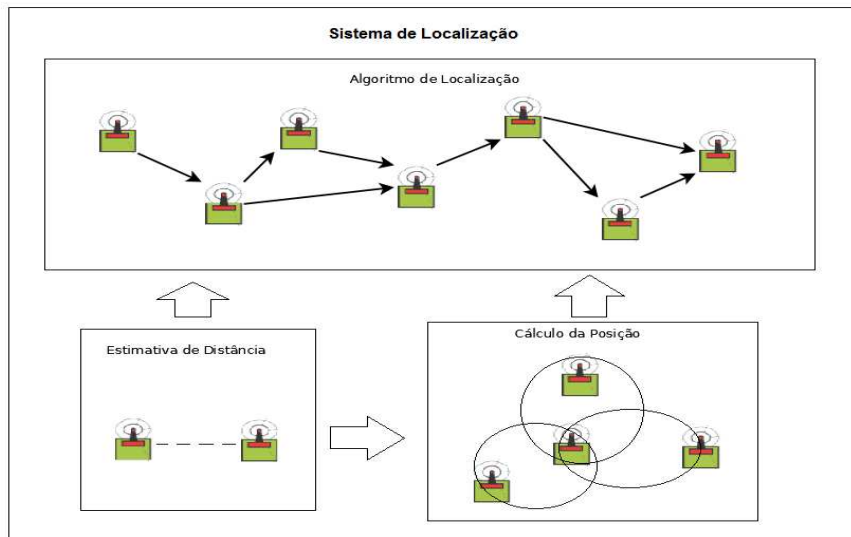 Sistema de Localização
Algoritmo de Localização
Estimativa de Distância
Cálculo da Posição